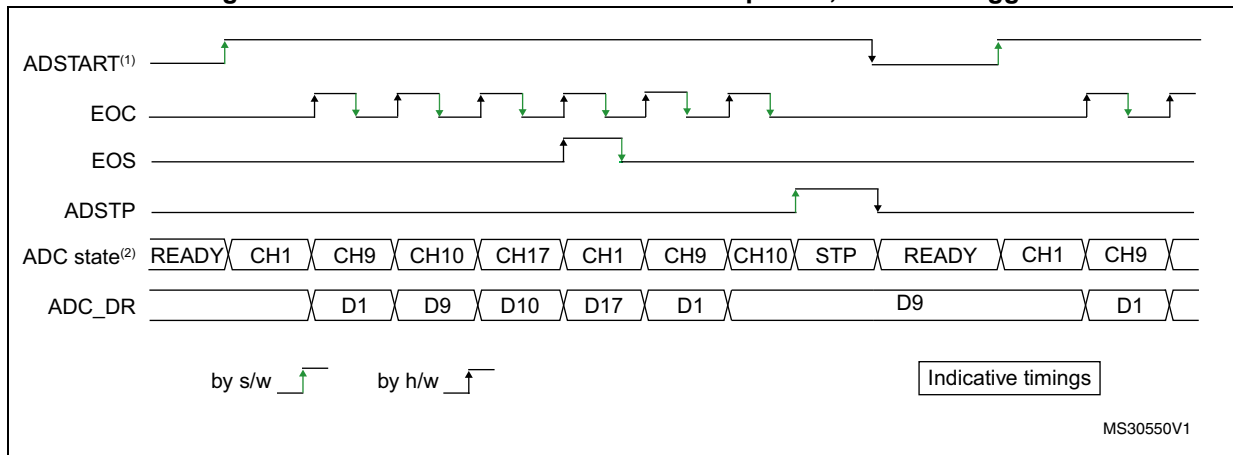 ADSTART(1)
EOC
EOS
ADSTP
ADC state(2) READY CH1 CH9 CH10 CH17 CH1 CH9 CH10 STP READY CH1 CH9
ADC_DR D1 D9 D10 D17 D1 D9 D1
by s/w by h/w Indicative timings
MS30550V1